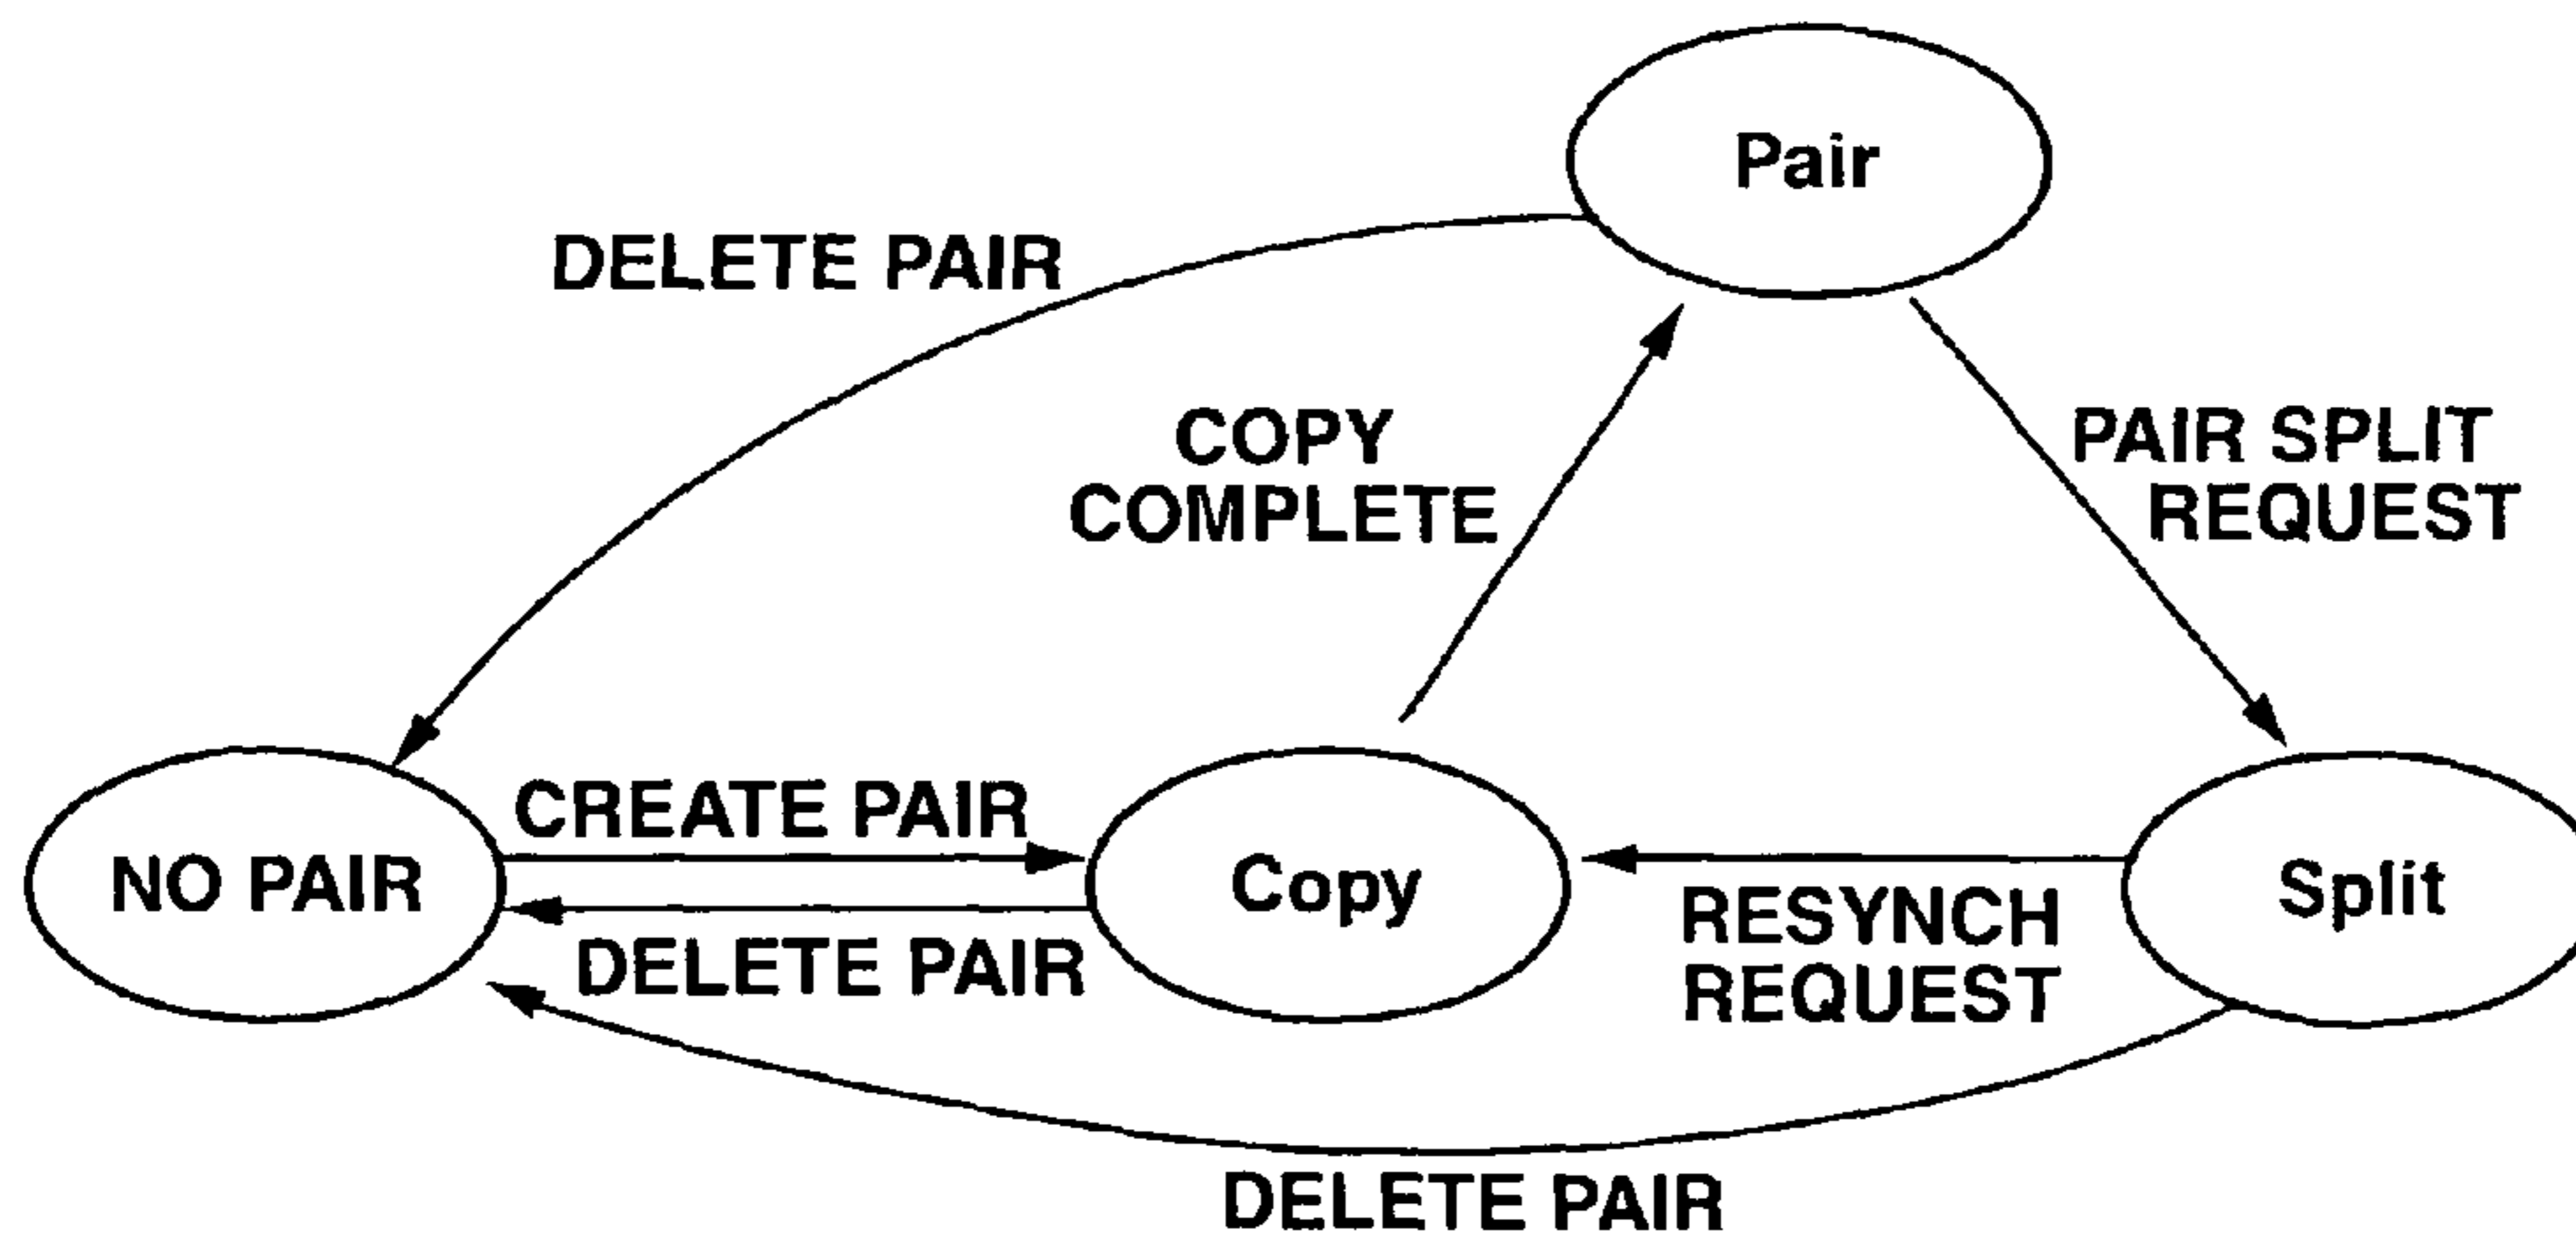 Pair
DELETE PAIR
COPY
COMPLETE
PAIR SPLIT
REQUEST
CREATE PAIR
NO PAIR
Copy
Split
DELETE PAIR
RESYNCH
REQUEST
DELETE PAIR